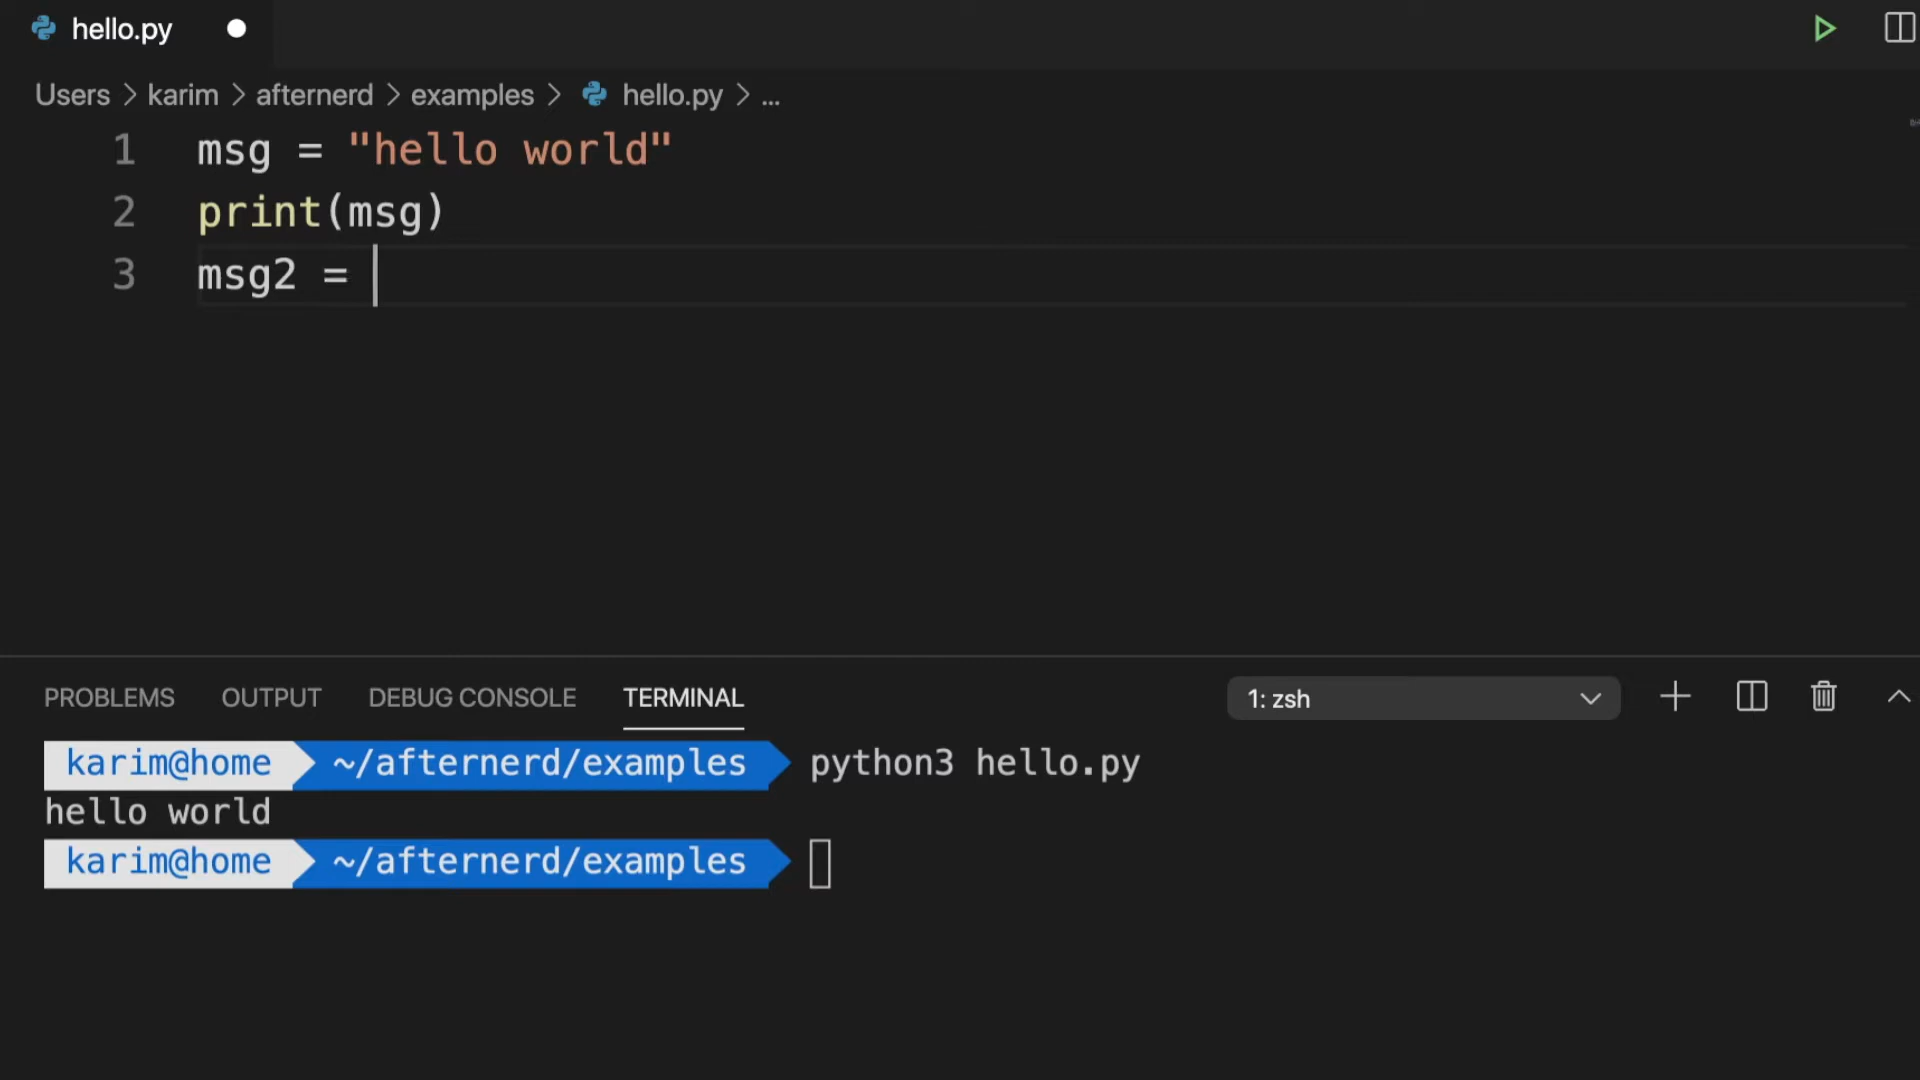 hello.py
Users > karim > afternerd > examples > hello.py > ...
1 msg = "hello world"
2 print(msg)
3 msg2 =
PROBLEMS OUTPUT DEBUG CONSOLE TERMINAL 1: zsh
karim@home ~/afternerd/examples python3 hello.py
hello world
karim@home ~/afternerd/examples